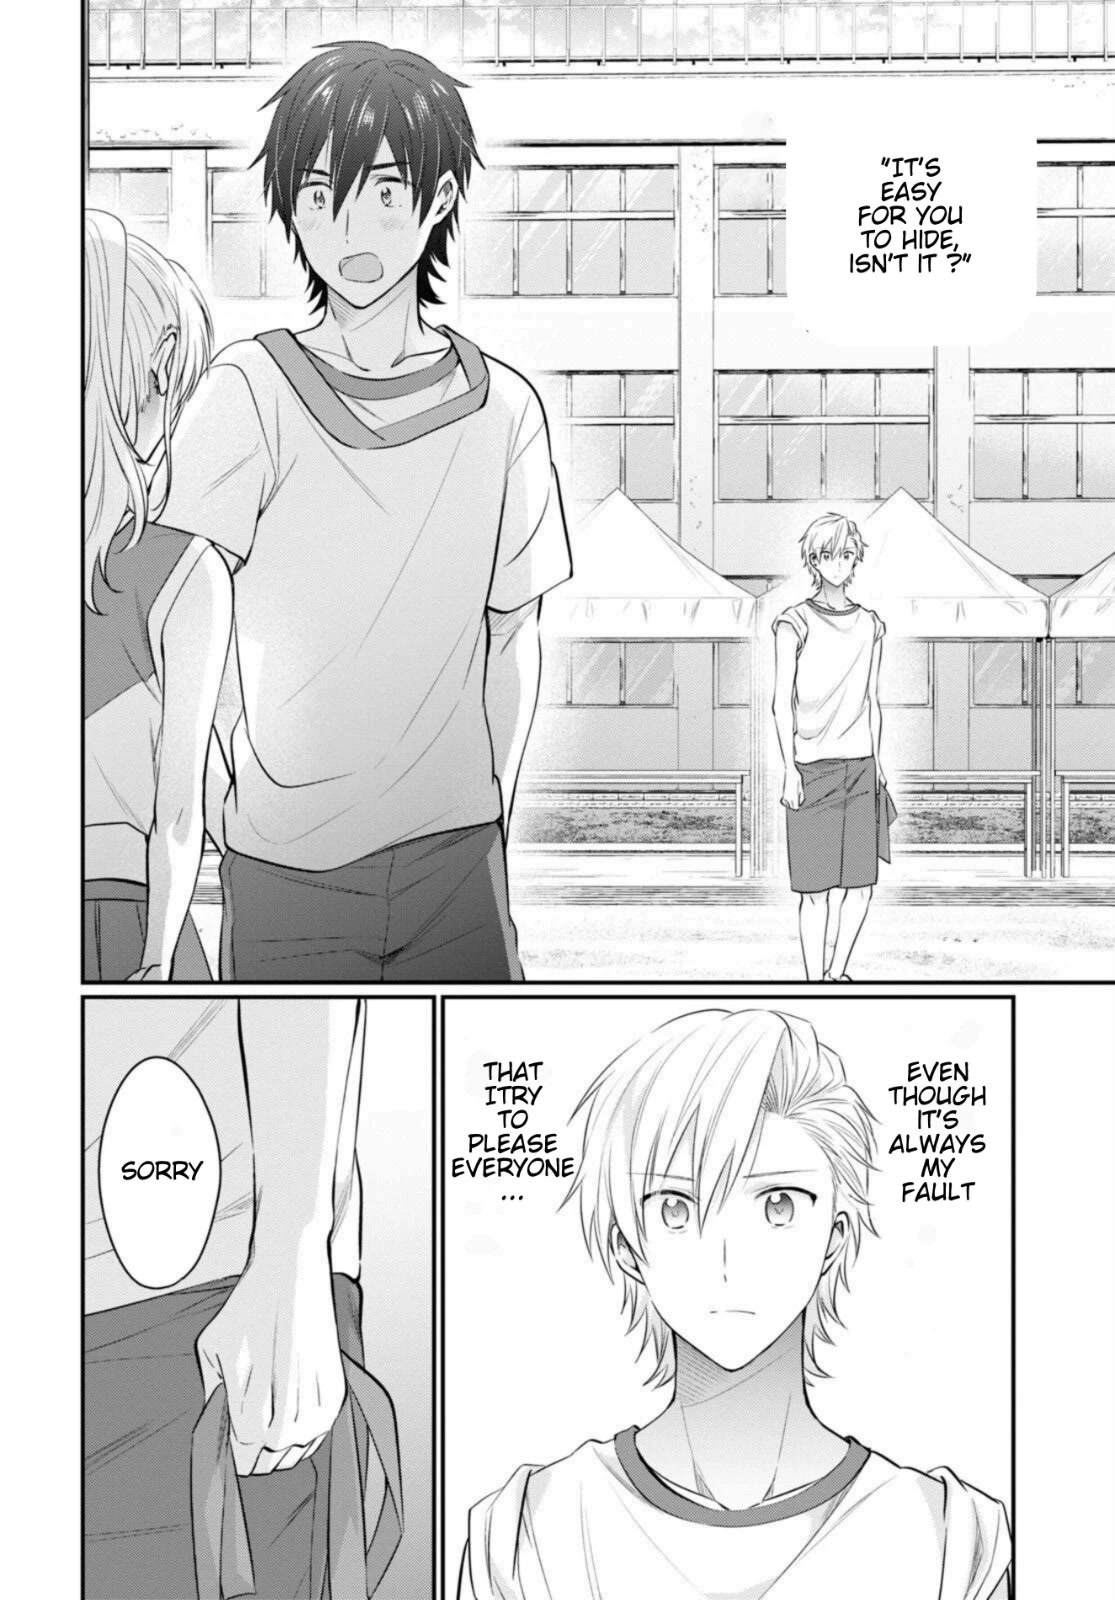 "IT'S
EASY
FOR YOU
TO HIDE,
ISN'T IT ?"
EVEN
THOUGH
IT'S
ALWAYS
MY
FAULT
THAT
ITRY
TO
PLEASE
EVERYONE
...
SORRY